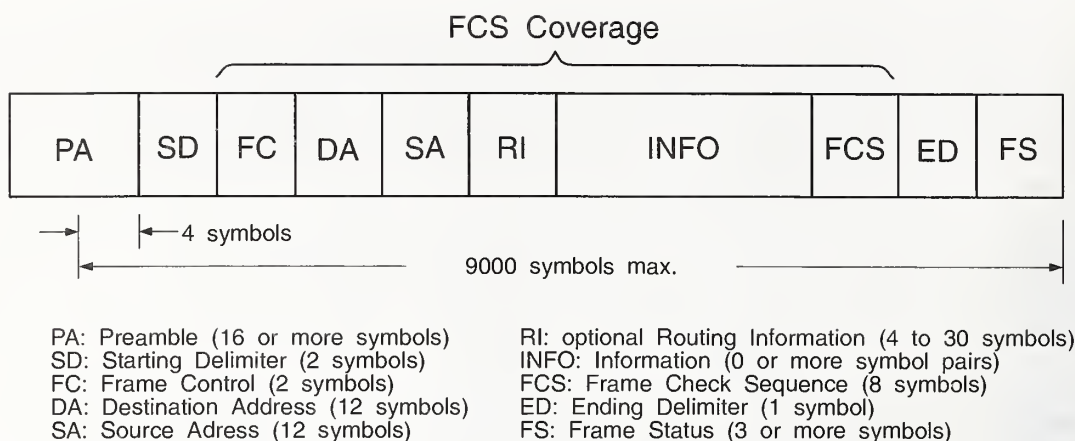 FCS Coverage
PA SD FC DA SA RI INFO FCS ED FS
4 symbols
9000 symbols max.
PA: Preamble (16 or more symbols)
SD: Starting Delimiter (2 symbols)
FC: Frame Control (2 symbols)
DA: Destination Address (12 symbols)
SA: Source Adress (12 symbols)
RI: optional Routing Information (4 to 30 symbols)
INFO: Information (0 or more symbol pairs)
FCS: Frame Check Sequence (8 symbols)
ED: Ending Delimiter (1 symbol)
FS: Frame Status (3 or more symbols)